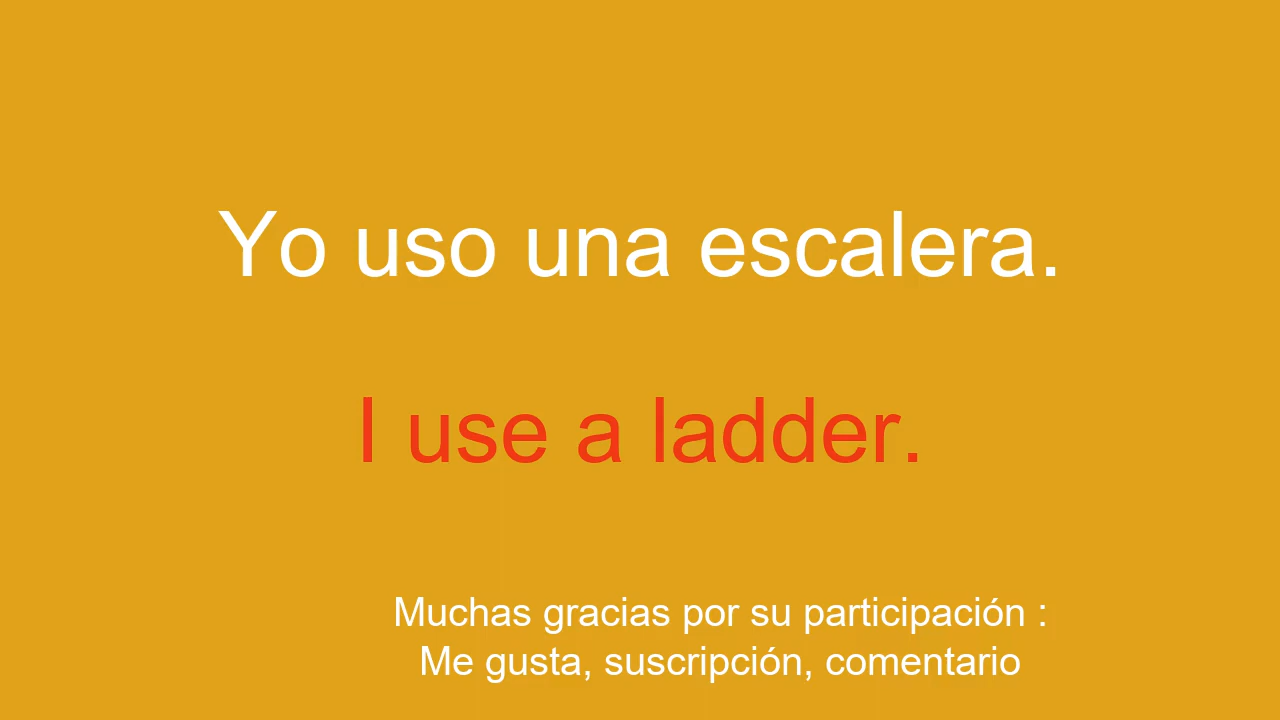 Yo uso una escalera.
I use a ladder.
Muchas gracias por su participación :
Me gusta, suscripción, comentario